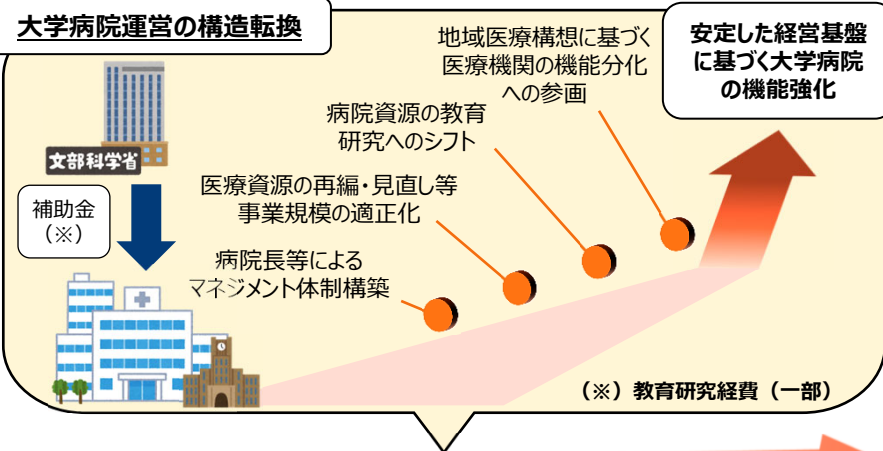 大学病院運営の構造転換
地域医療構想に基づく
医療機関の機能分化
への参画
安定した経営基盤
に基づく大学病院
の機能強化
病院資源の教育
研究へのシフト
文部科学省
医療資源の再編・見直し等
事業規模の適正化
補助金
（※）
病院長等による
マネジメント体制構築
（※）教育研究経費（一部）